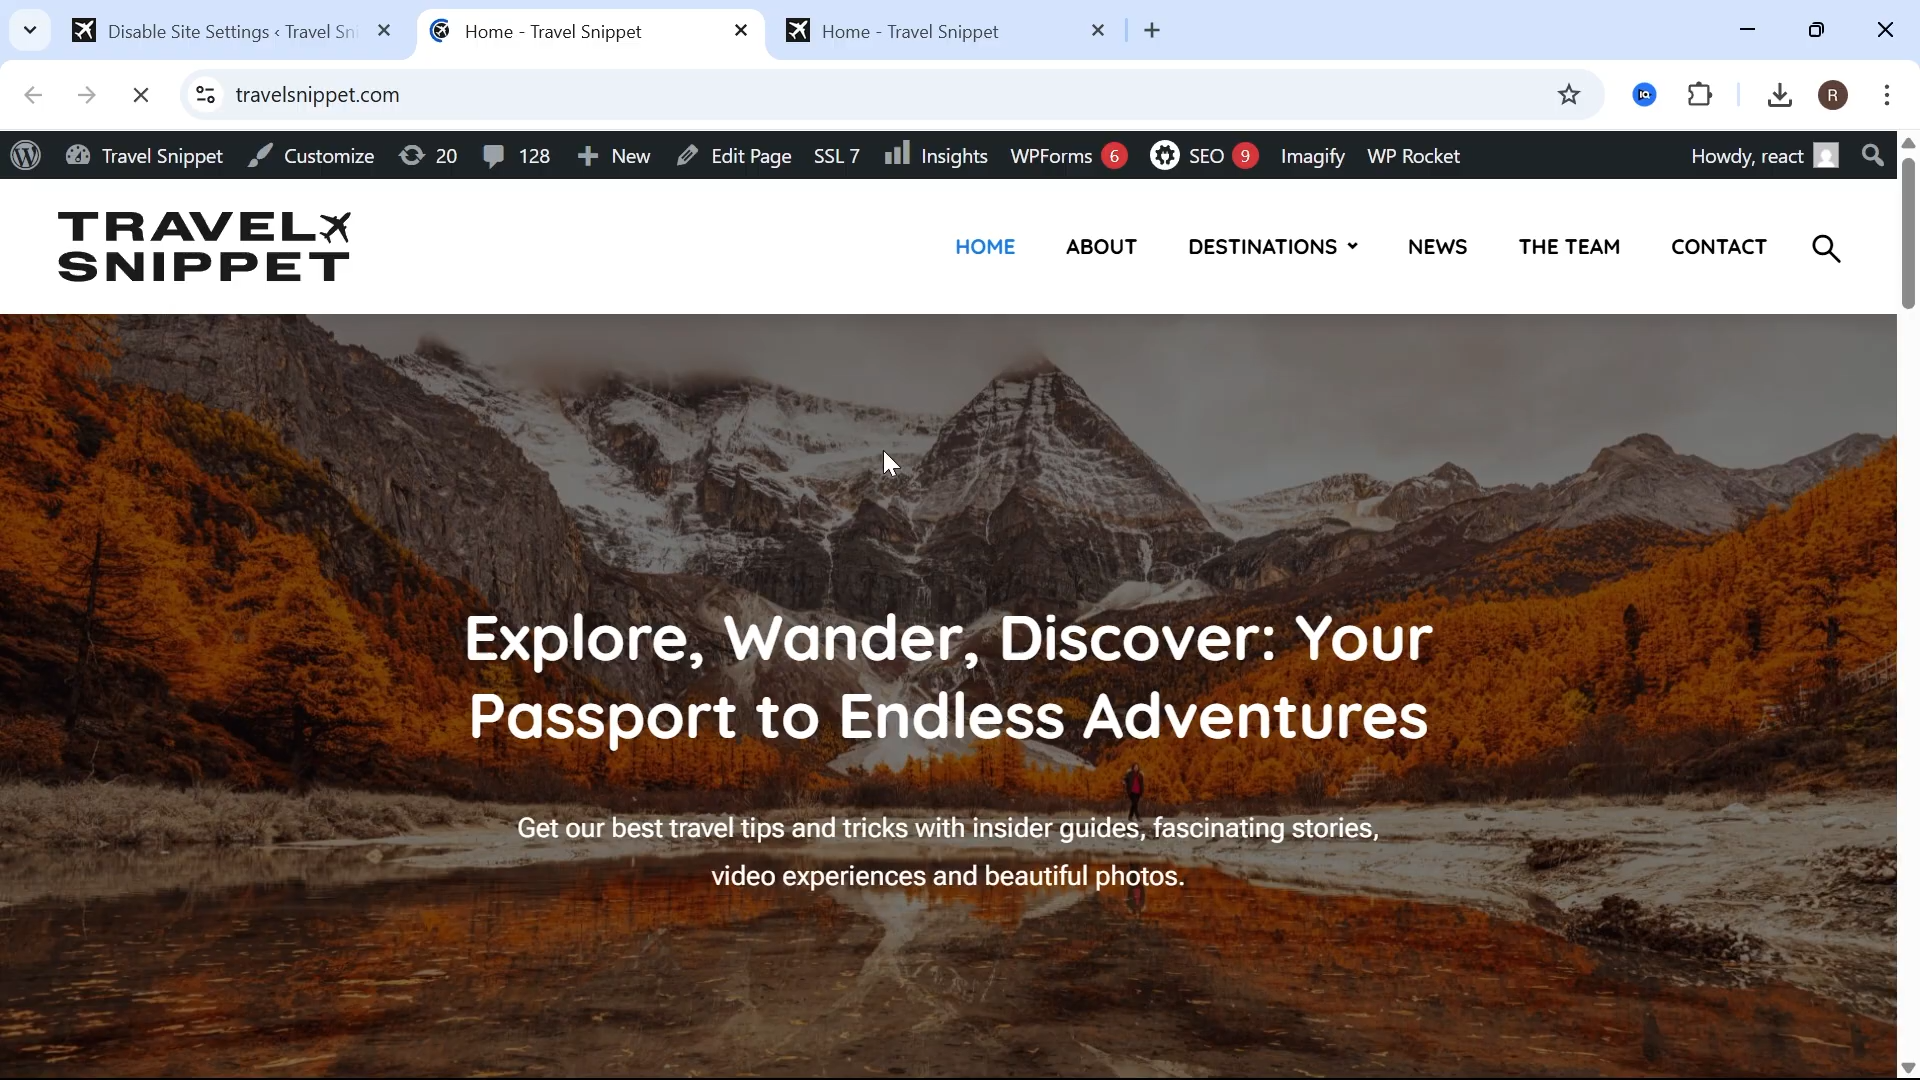 Disable Site Settings ‹ Travel Sni
Home - Travel Snippet
Home - Travel Snippet
travelsnippet.com
R
Travel Snippet
Customize
20
128
New
Edit Page
SSL 7
Insights
WPForms 6
SEO 9
Imagify
WP Rocket
Howdy, react
TRAVEL
SNIPPET
HOME
ABOUT
DESTINATIONS
NEWS
THE TEAM
CONTACT
Explore, Wander, Discover: Your
Passport to Endless Adventures
Get our best travel tips and tricks with insider guides, fascinating stories,
video experiences and beautiful photos.